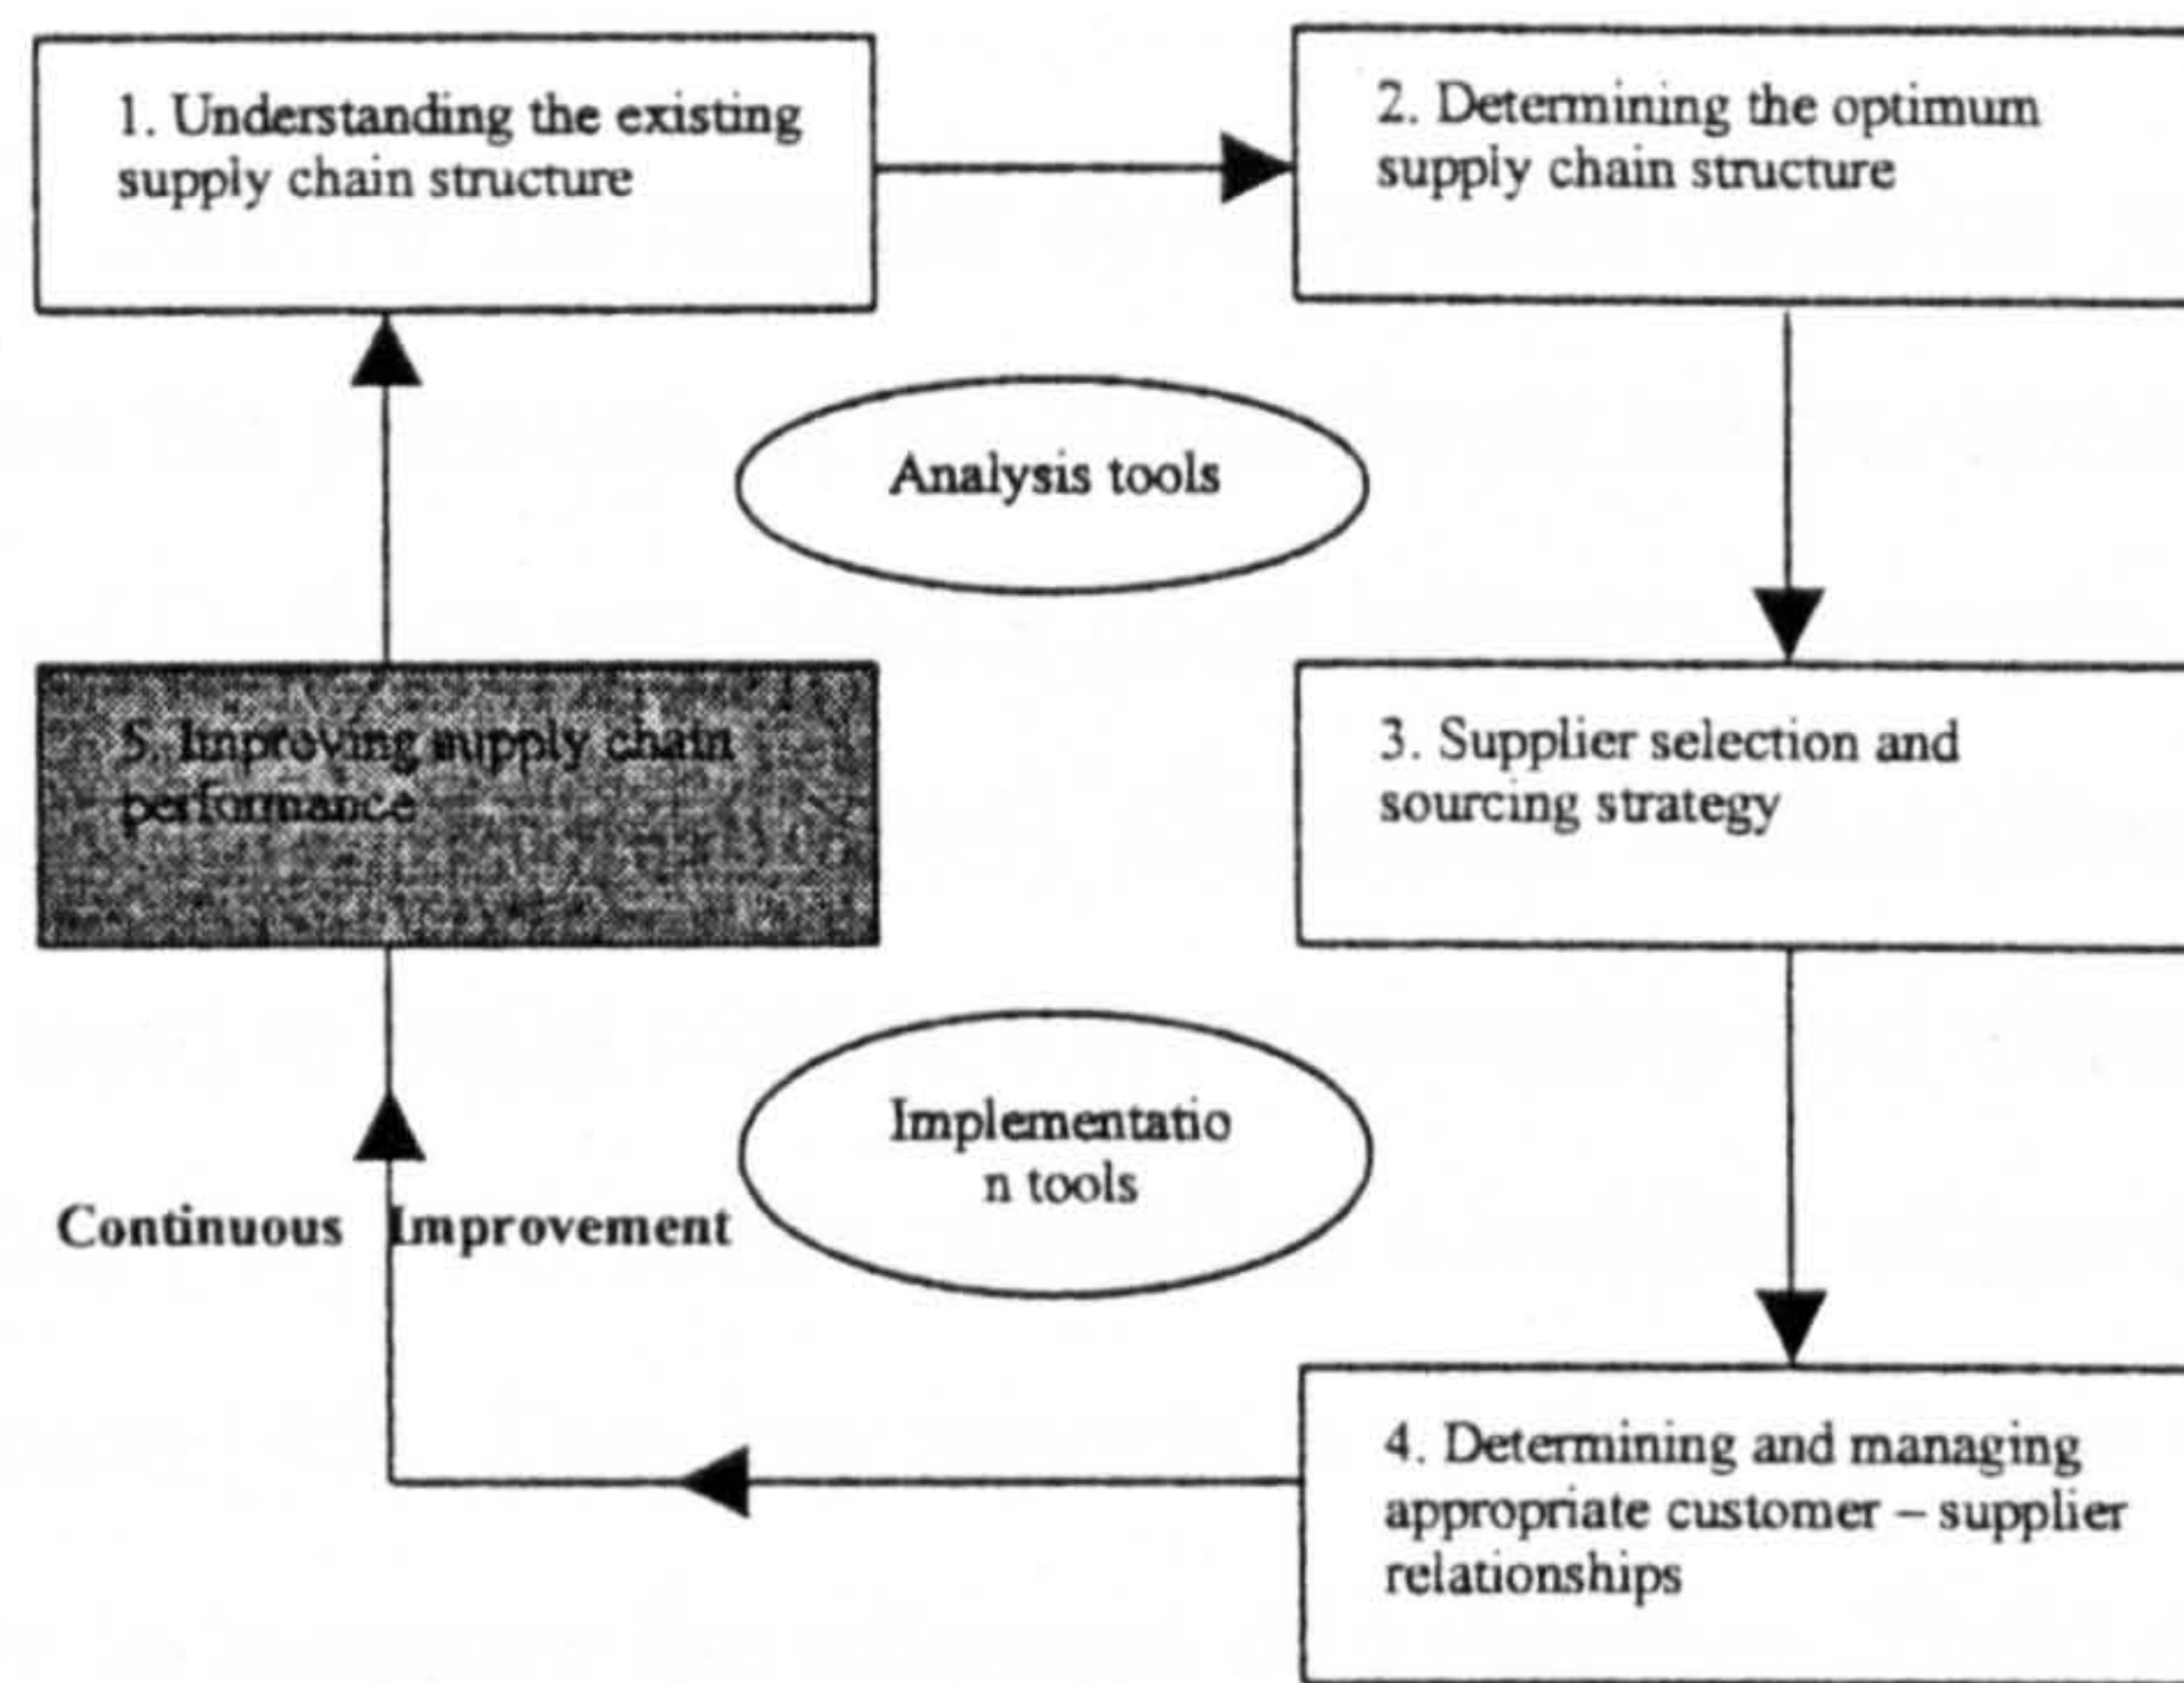 1. Understanding the existing
supply chain structure
2. Determining the optimum
supply chain structure
Analysis tools
5. Improving supply chain
performance
3. Supplier selection and
sourcing strategy
Implementatio
n tools
Continuous Improvement
4. Determining and managing
appropriate customer – supplier
relationships